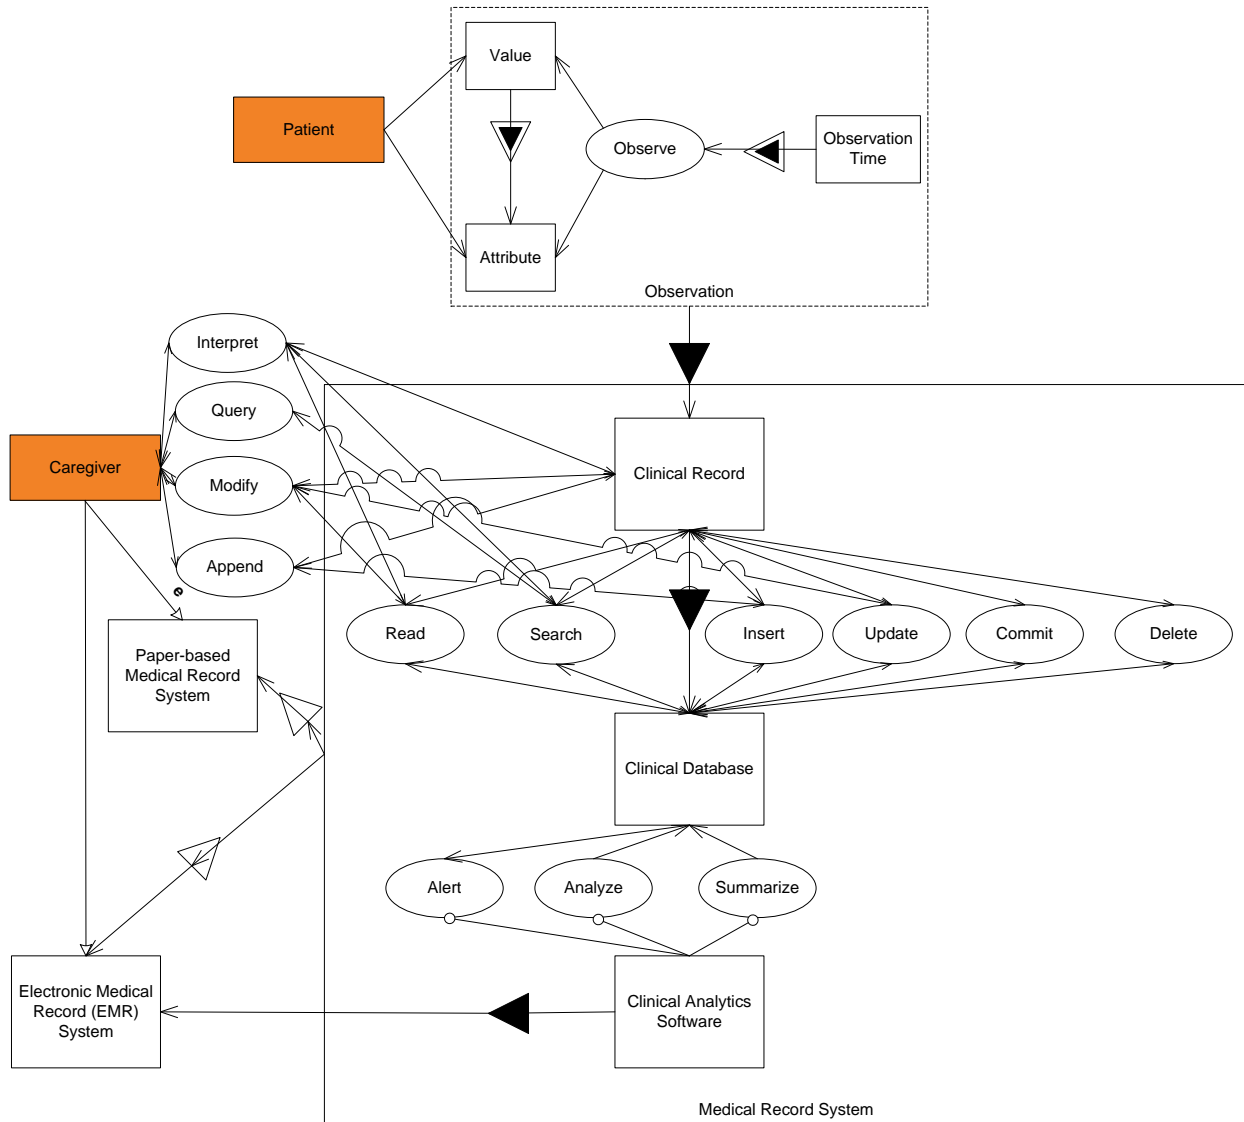 Value
Patient
Observe
Observation
Time
Attribute
Observation
Interpret
Query
Caregiver
Modify
Clinical Record
Append
e
Read
Search
Insert
Update
Commit
Delete
Paper-based
Medical Record
System
Clinical Database
Alert
Analyze
Summarize
Electronic Medical
Record (EMR)
System
Clinical Analytics
Software
Medical Record System